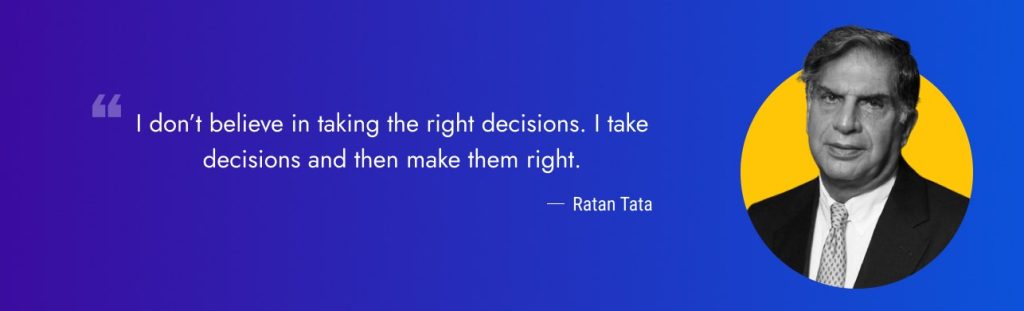 ❝ I don’t believe in taking the right decisions. I take
decisions and then make them right.
— Ratan Tata